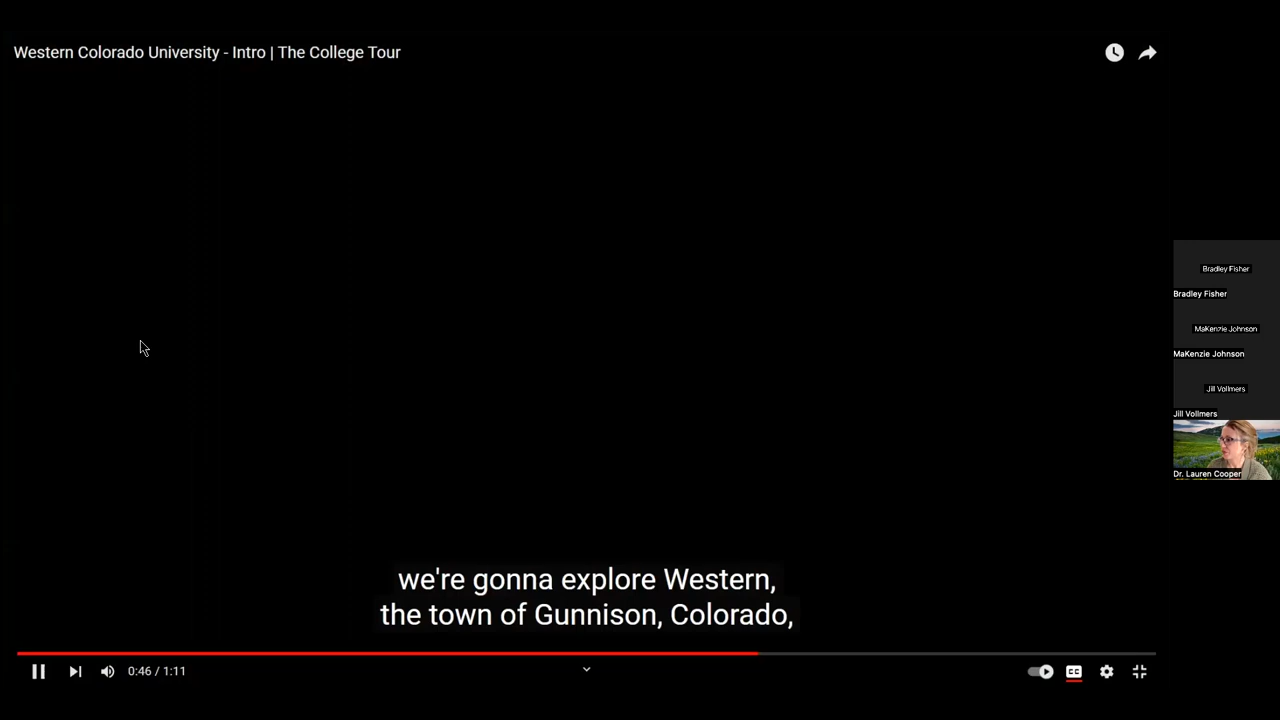 Western Colorado University - Intro | The College Tour
Bradley Fisher
Bradley Fisher
MaKenzie Johnson
MaKenzie Johnson
Jill Vollmers
Jill Vollmers
Dr. Lauren Cooper
we're gonna explore Western,
the town of Gunnison, Colorado,
0:46 / 1:11
CC